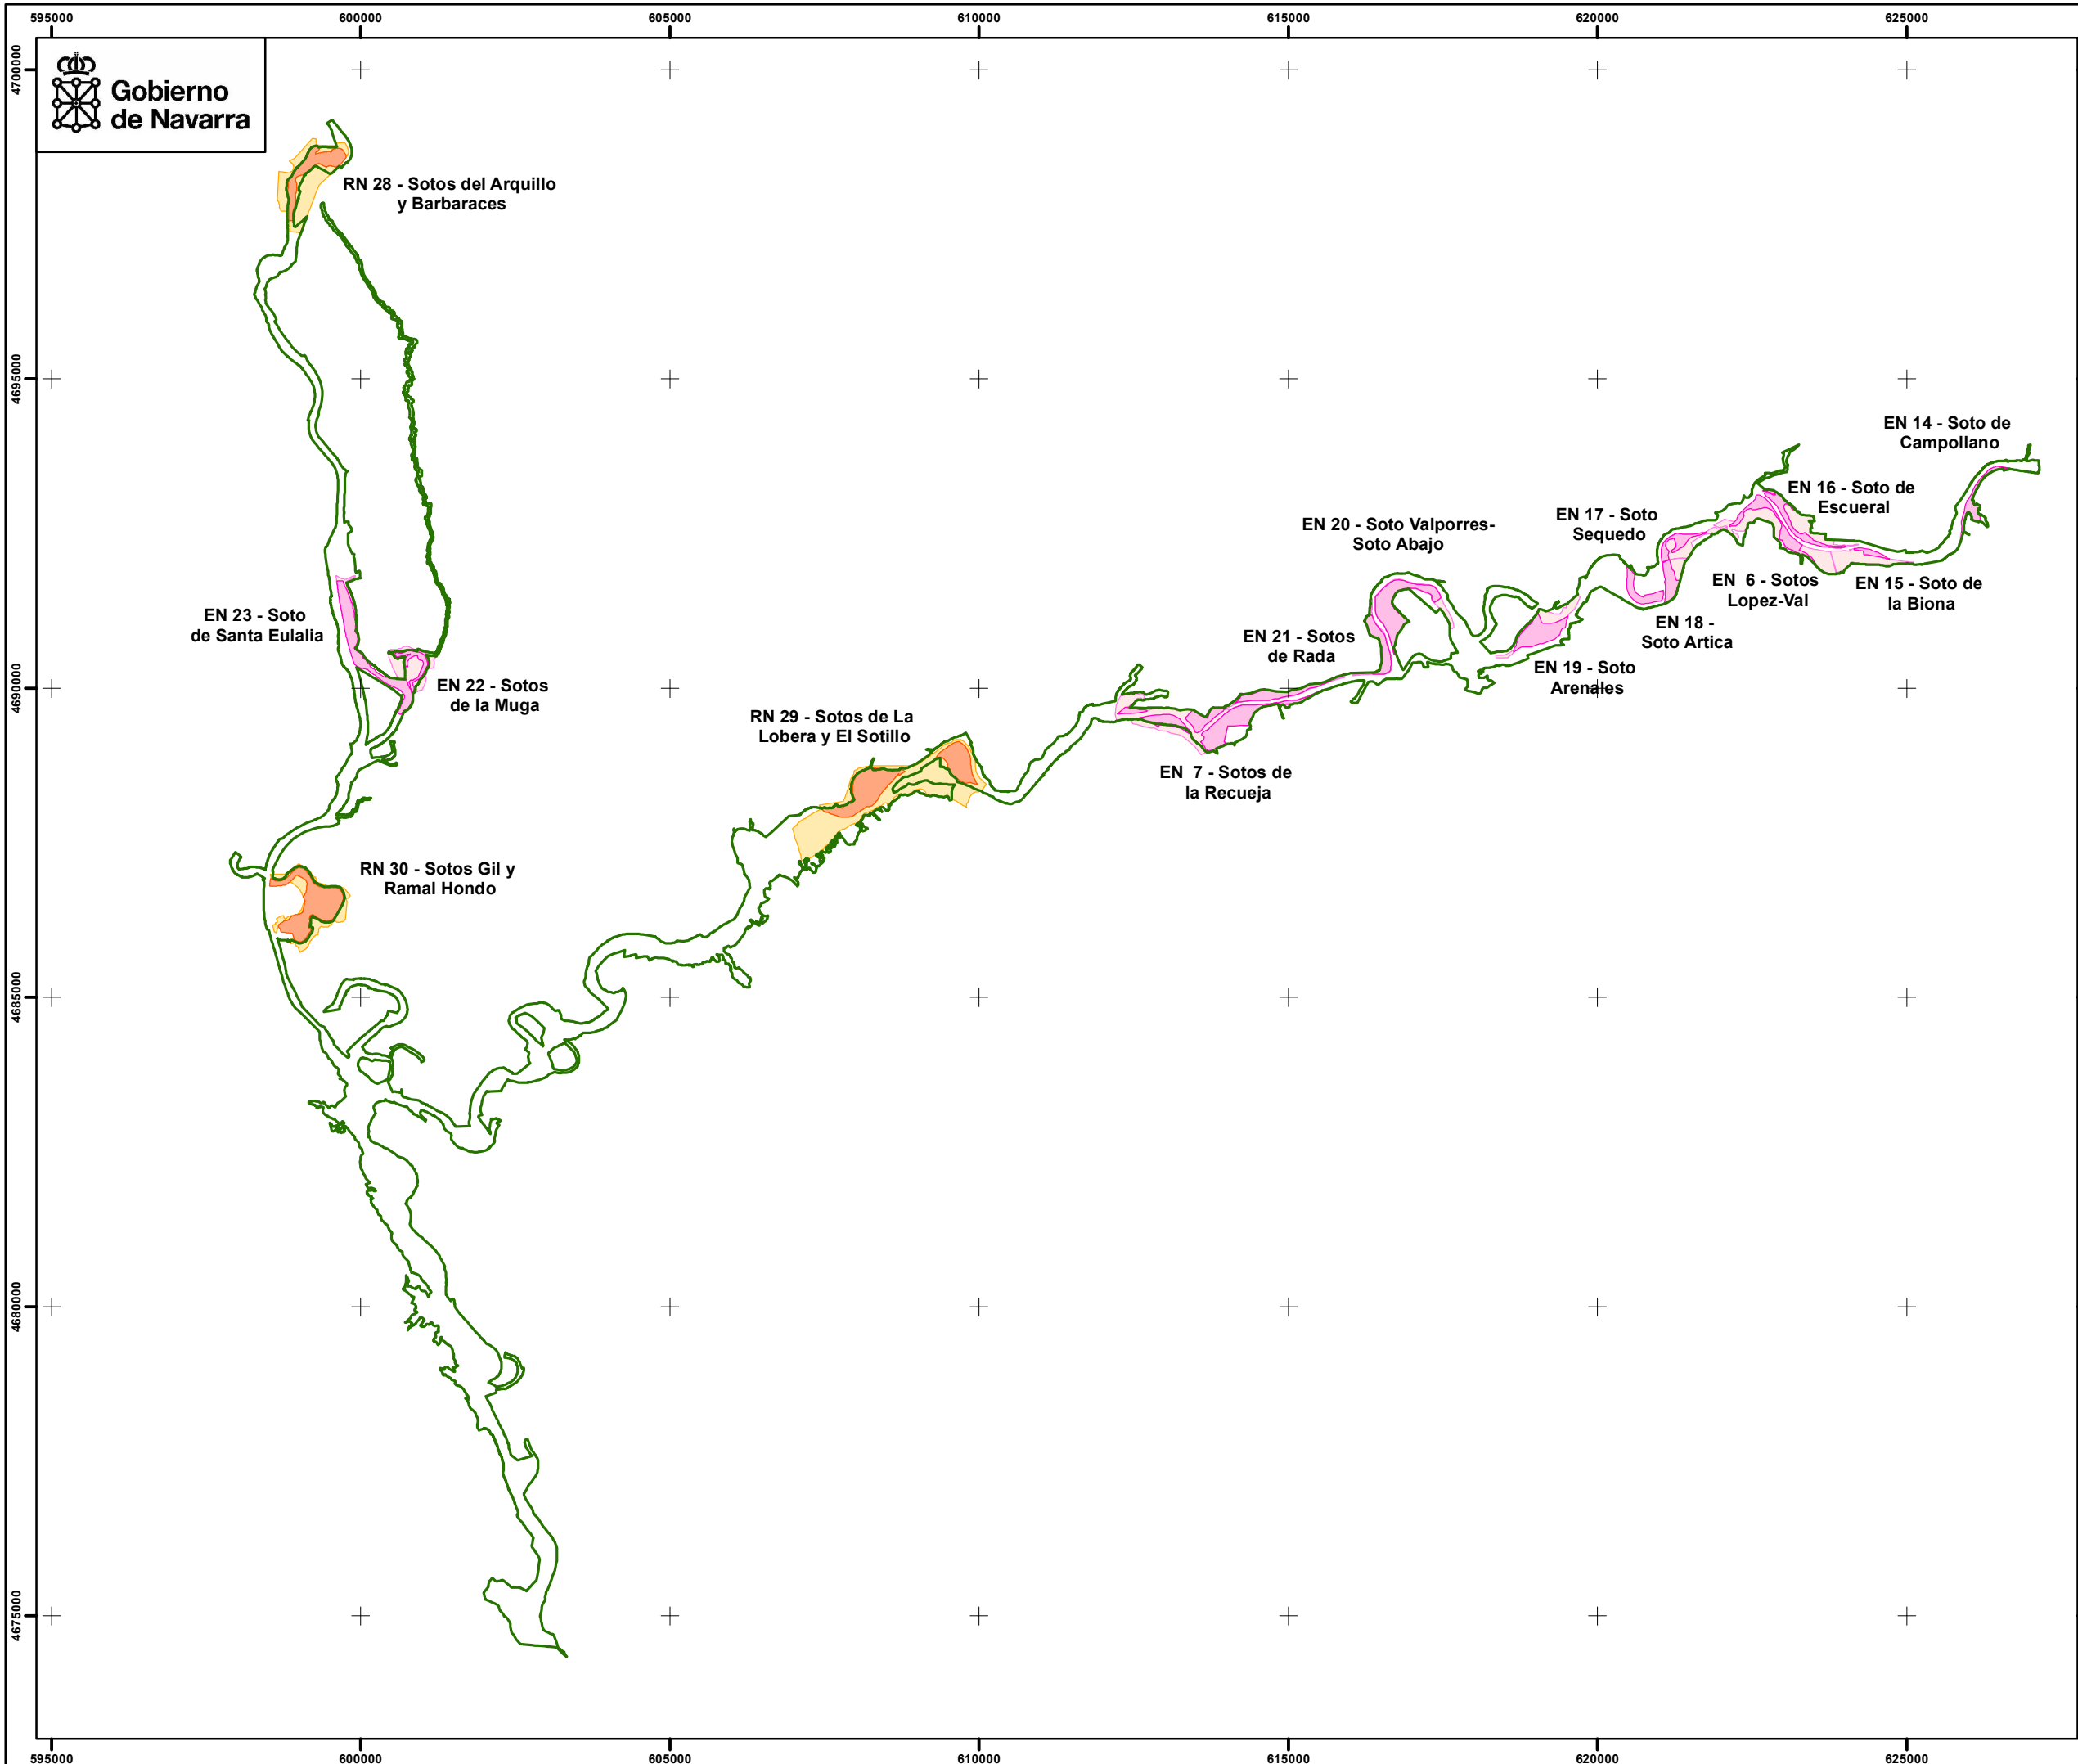 595000
600000
605000
610000
615000
620000
625000
4700000
Gobierno
de Navarra
RN 28 - Sotos del Arquillo
y Barbaraces
4695000
EN 14 - Soto de
Campollano
EN 16 - Soto de
Escueral
EN 17 - Soto
Sequedo
EN 20 - Soto Valporres-
Soto Abajo
EN 6 - Sotos
Lopez-Val
EN 15 - Soto de
la Biona
EN 23 - Soto
de Santa Eulalia
EN 18 -
Soto Artica
EN 21 - Sotos
de Rada
EN 19 - Soto
Arenales
4690000
EN 22 - Sotos
de la Muga
RN 29 - Sotos de La
Lobera y El Sotillo
EN 7 - Sotos de
la Recueja
RN 30 - Sotos Gil y
Ramal Hondo
4685000
4680000
4675000
595000
600000
605000
610000
615000
620000
625000